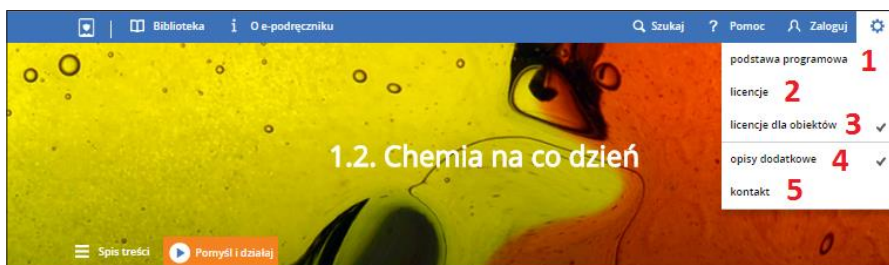 Biblioteka i O e-podręczniku Szukaj ? Pomoc Zaloguj
podstawa programowa 1
licencje 2
licencje dla obiektów 3
opisy dodatkowe 4
kontakt 5
1.2. Chemia na co dzień
Spis treści Pomyśl i działaj